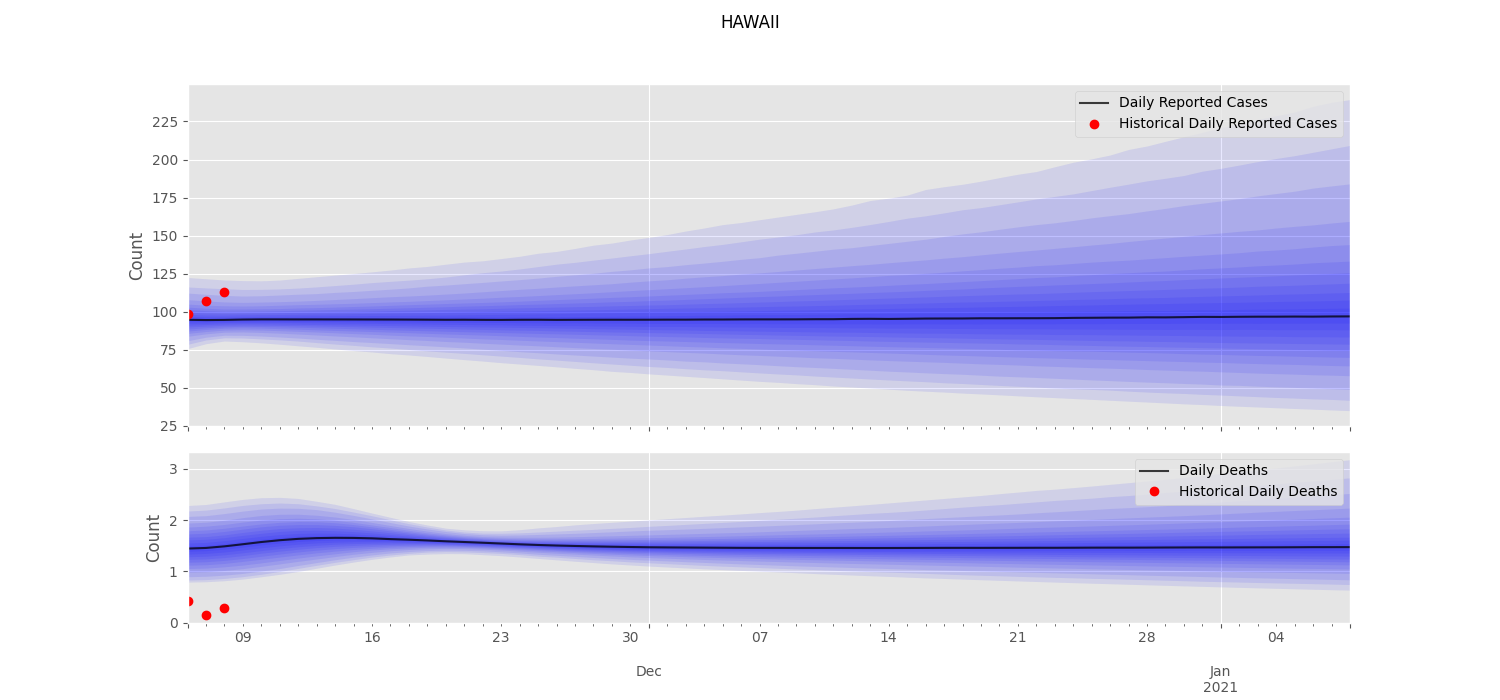 HAWAII
Daily Reported Cases
Historical Daily Reported Cases
Count
225
200
175
150
125
100
75
50
25
Daily Deaths
Historical Daily Deaths
Count
3
2
1
0
09 16 23 30 07 14 21 28 04
Dec Jan
2021